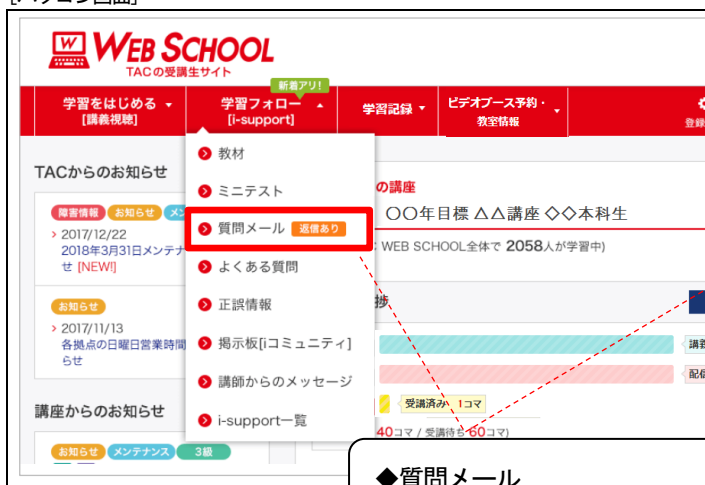 WEB SCHOOL
TACの受講生サイト
新着アリ!
学習をはじめる
[講義視聴]
学習フォロー
[i-support]
学習記録
ビデオブース予約・
教室情報
教材
ミニテスト
質問メール 返信あり
よくある質問
正誤情報
掲示板[iコミュニティ]
講師からのメッセージ
i-support一覧
TACからのお知らせ
障害情報 お知らせ
2017/12/22
2018年3月31日メンテナ
せ [NEW!]
お知らせ
2017/11/13
各拠点の日曜日営業時間
らせ
講座からのお知らせ
お知らせ メンテナンス 3級
の講座
〇〇年目標 △△講座 ◇◇本科生
WEB SCHOOL全体で 2058人が学習中)
捗
受講済み 1コマ
40コマ / 受講待ち 60コマ)
◆質問メール